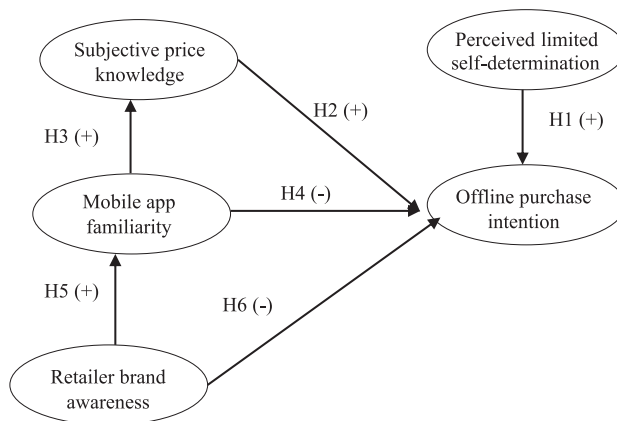 Subjective price
knowledge
Perceived limited
self-determination
H2 (+)
H1 (+)
H3 (+)
Mobile app
familiarity
H4 (-)
Offline purchase
intention
H5 (+)
H6 (-)
Retailer brand
awareness